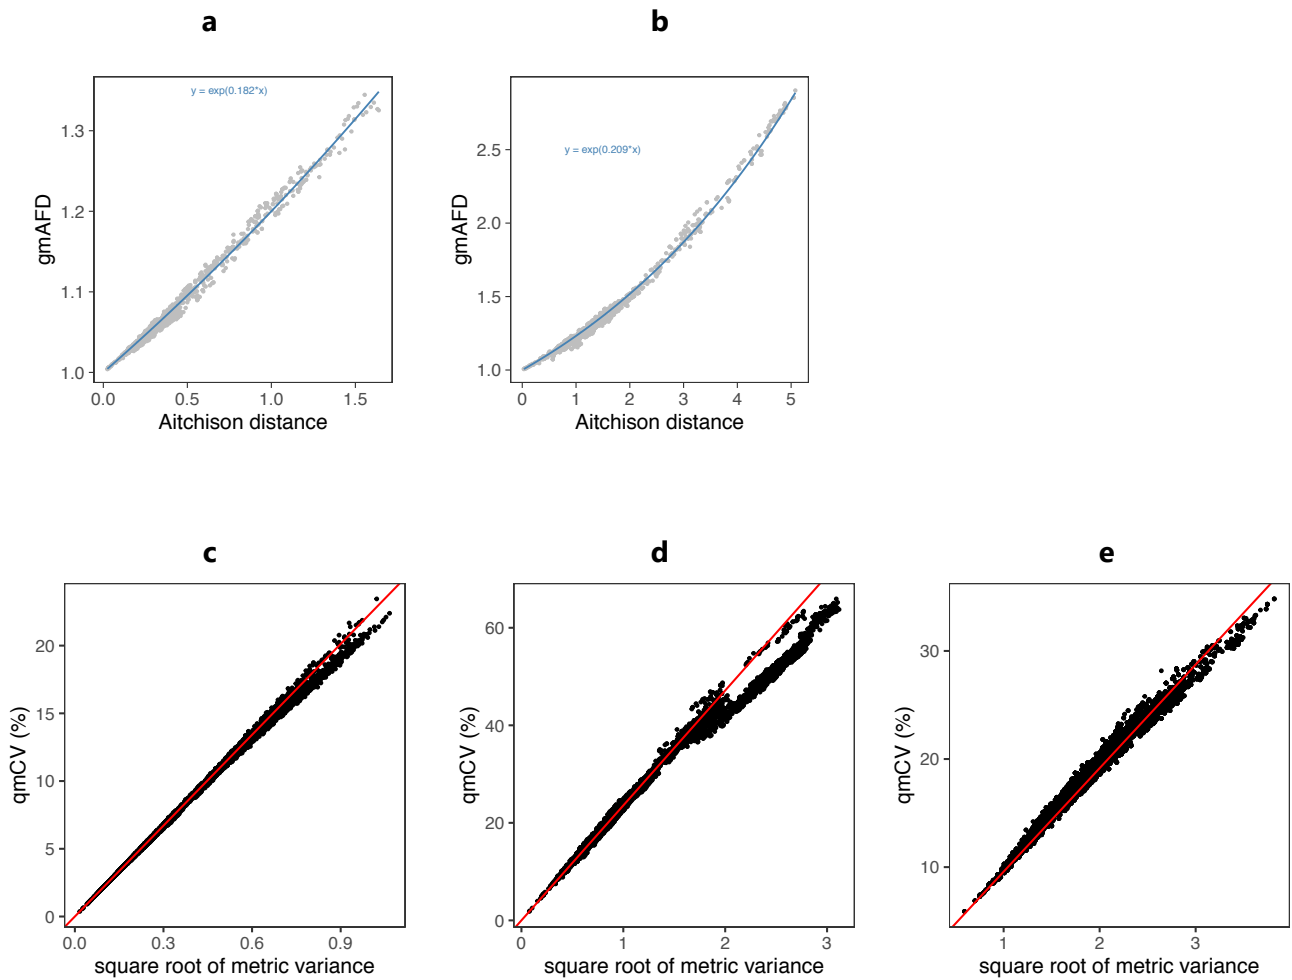 a
b
y = exp(0.182*x)
1.3
1.2
1.1
1.0
gmAFD
0.0 0.5 1.0 1.5
Aitchison distance
y = exp(0.209*x)
2.5
2.0
1.5
1.0
gmAFD
0 1 2 3 4 5
Aitchison distance
c
d
e
20
15
10
5
0
qmCV (%)
0.0 0.3 0.6 0.9
square root of metric variance
60
40
20
0
qmCV (%)
0 1 2 3
square root of metric variance
30
20
10
qmCV (%)
1 2 3
square root of metric variance